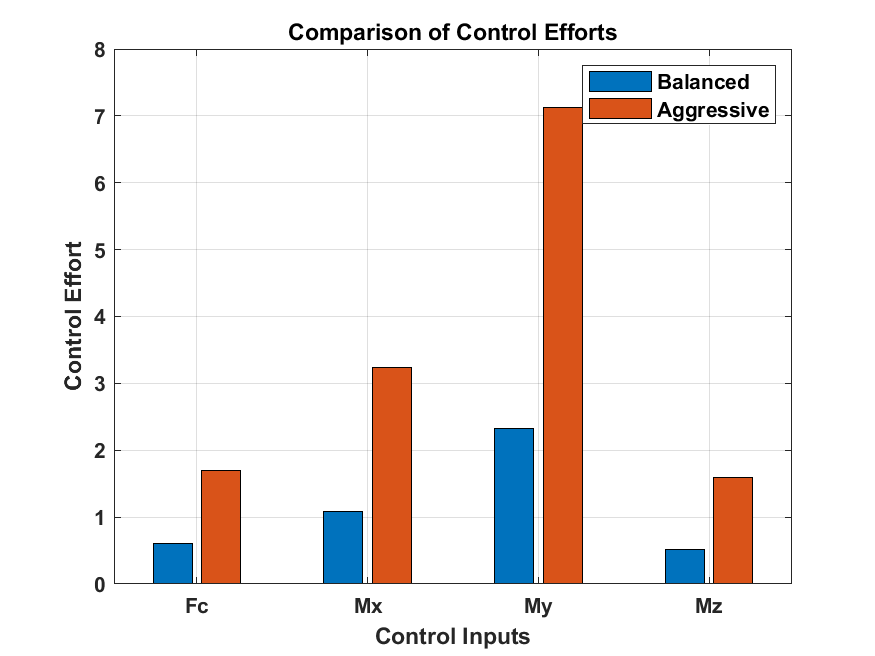 Comparison of Control Efforts
Balanced
Aggressive
8
7
6
5
4
3
2
1
0
Control Effort
Fc Mx My Mz
Control Inputs